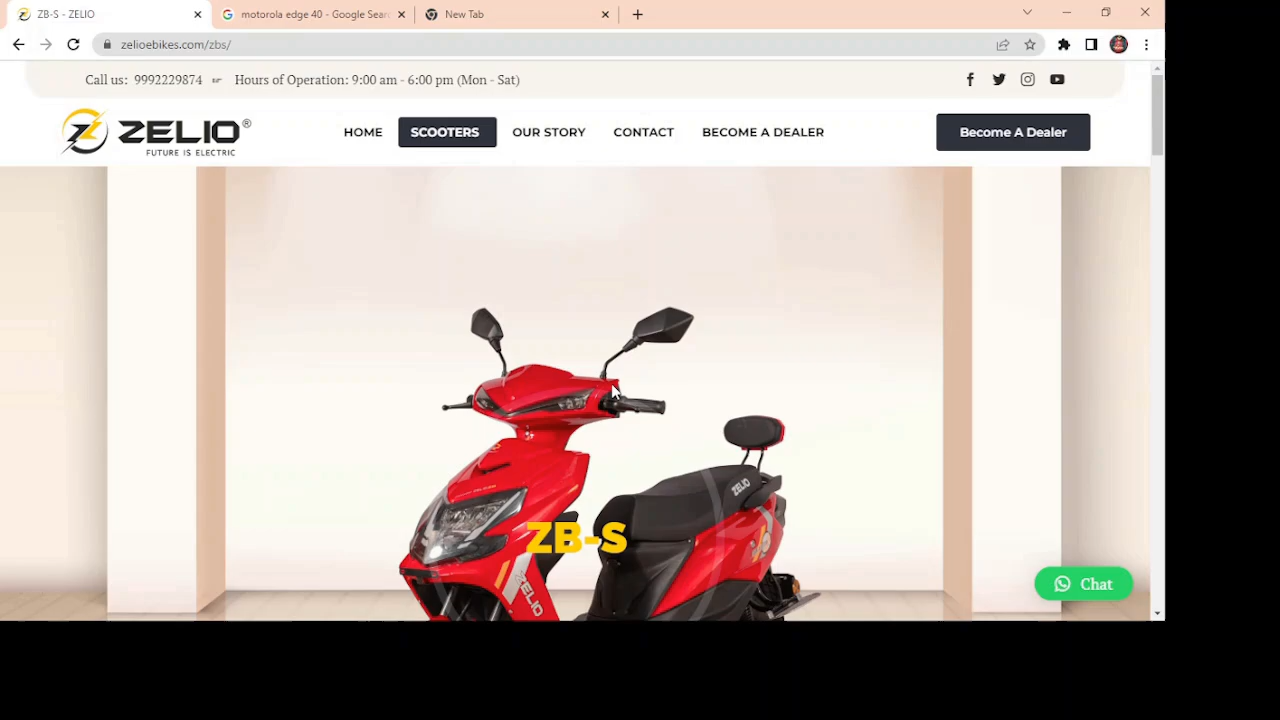 ZB-S - ZELIO
motorola edge 40 - Google Sear
New Tab
zelioebikes.com/zbs/
Call us: 9992229874
Hours of Operation: 9:00 am - 6:00 pm (Mon - Sat)
ZELIO®
FUTURE IS ELECTRIC
HOME
SCOOTERS
OUR STORY
CONTACT
BECOME A DEALER
Become A Dealer
ZELIO
ZB-S
ZELIO
Chat